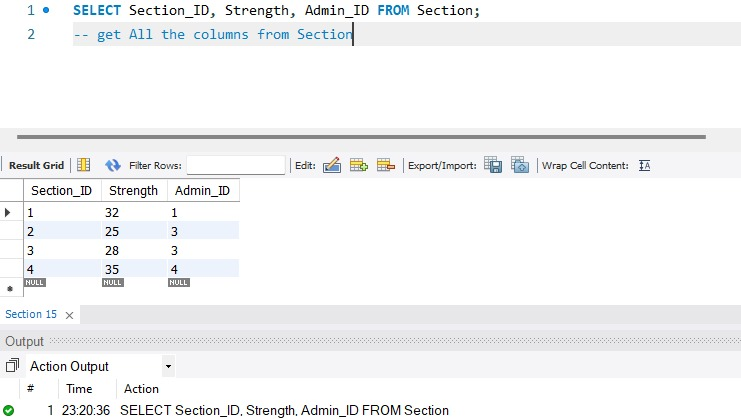 1 SELECT Section_ID, Strength, Admin_ID FROM Section;
2 -- get All the columns from Section
Result Grid Filter Rows: Edit: Export/Import: Wrap Cell Content: IA
Section_ID Strength Admin_ID
1 32 1
2 25 3
3 28 3
4 35 4
NULL NULL NULL
Section 15 x
Output
Action Output
# Time Action
1 23:20:36 SELECT Section_ID, Strength, Admin_ID FROM Section